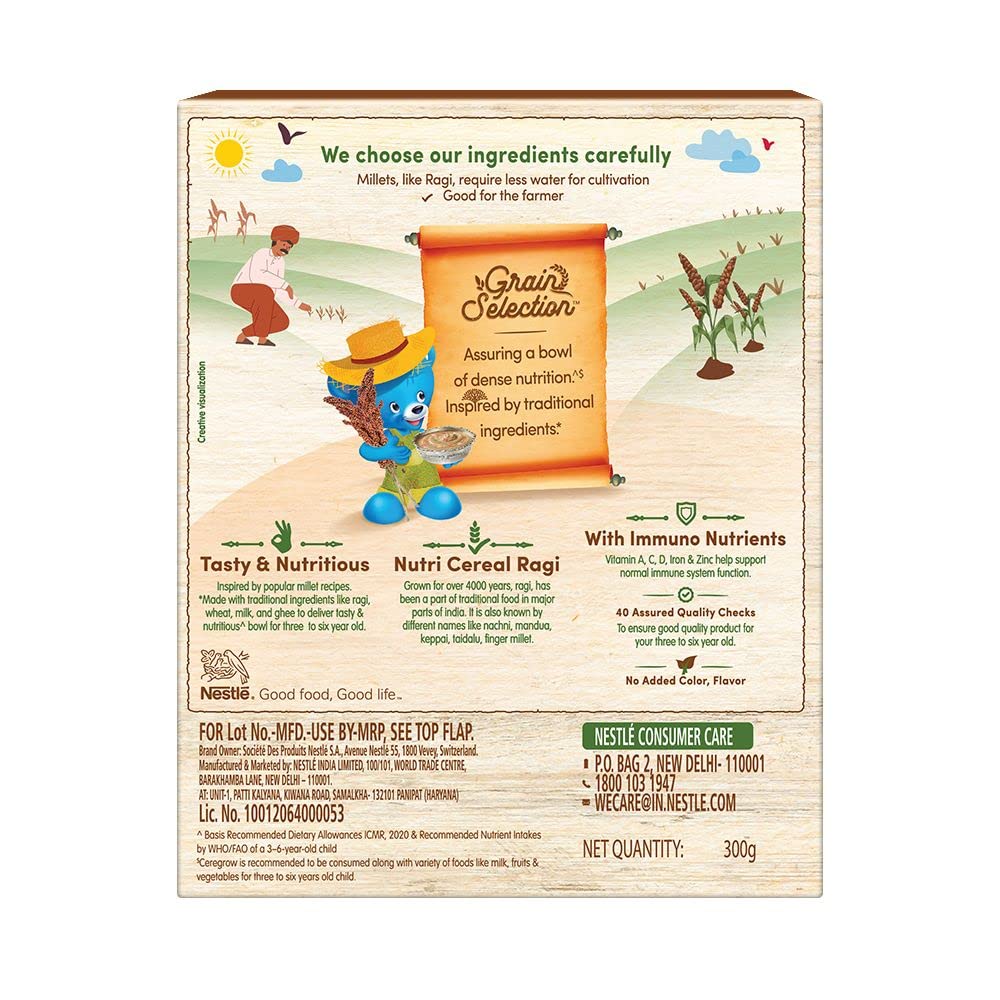 We choose our ingredients carefully
Millets, like Ragi, require less water for cultivation
✓ Good for the farmer
Grain
Selection™
Assuring a bowl
of dense nutrition.^$
Inspired by traditional
ingredients.*
Creative visualization
Tasty & Nutritious
Inspired by popular millet recipes.
*Made with traditional ingredients like ragi,
wheat, milk, and ghee to deliver tasty &
nutritious^ bowl for three to six year old.
Nutri Cereal Ragi
Grown for over 4000 years, ragi, has
been a part of traditional food in major
parts of india. It is also known by
different names like nachni, mandua,
keppai, taidalu, finger millet.
With Immuno Nutrients
Vitamin A, C, D, Iron & Zinc help support
normal immune system function.
40 Assured Quality Checks
To ensure good quality product for
your three to six year old.
No Added Color, Flavor
Nestlé. Good food, Good life™
FOR Lot No.-MFD.-USE BY-MRP, SEE TOP FLAP.
Brand Owner: Société Des Produits Nestlé S.A., Avenue Nestlé 55, 1800 Vevey, Switzerland.
Manufactured & Marketed by: NESTLÉ INDIA LIMITED, 100/101, WORLD TRADE CENTRE,
BARAKHAMBA LANE, NEW DELHI – 110001.
AT: UNIT-1, PATTI KALYANA, KIWANA ROAD, SAMALKHA- 132101 PANIPAT (HARYANA)
Lic. No. 10012064000053
^ Basis Recommended Dietary Allowances ICMR, 2020 & Recommended Nutrient Intakes
by WHO/FAO of a 3–6-year-old child
$Ceregrow is recommended to be consumed along with variety of foods like milk, fruits &
vegetables for three to six years old child.
NESTLÉ CONSUMER CARE
P.O. BAG 2, NEW DELHI- 110001
1800 103 1947
WECARE@IN.NESTLE.COM
NET QUANTITY: 300g